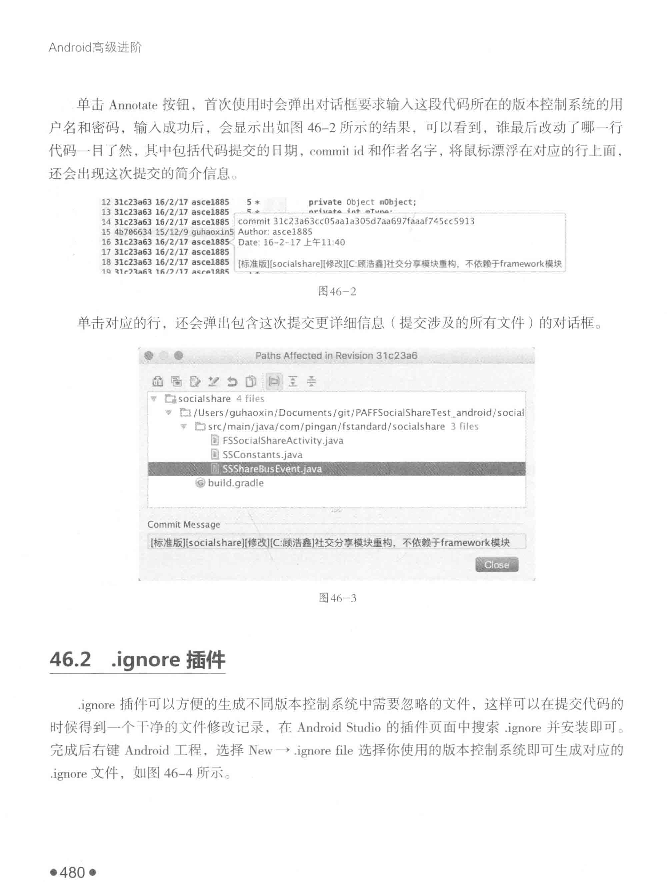 Android高级进阶
单击 Annotate 按钮，首次使用时会弹出对话框要求输入这段代码所在的版本控制系统的用
户名和密码，输入成功后，会显示出如图 46-2 所示的结果，可以看到，谁最后改动了哪一行
代码一目了然，其中包括代码提交的日期，commit id 和作者名字，将鼠标漂浮在对应的行上面，
还会出现这次提交的简介信息。
12 31c23a63 16/2/17 asce1885 5 * private Object mObject;
13 31c23a63 16/2/17 asce1885 5 * private int mType;
14 31c23a63 16/2/17 asce1885 commit 31c23a63cc05aa1a305d7aa697faaaf745cc5913
15 4b706634 15/12/9 guhaoxin5 Author: asce1885
16 31c23a63 16/2/17 asce1885 Date: 16-2-17 上午11:40
17 31c23a63 16/2/17 asce1885
18 31c23a63 16/2/17 asce1885 [标准版][socialshare][修改][C:顾浩鑫]社交分享模块重构，不依赖于framework模块
19 31c23a63 16/2/17 asce1885
图46-2
单击对应的行，还会弹出包含这次提交更详细信息（提交涉及的所有文件）的对话框。
Paths Affected in Revision 31c23a6
socialshare 4 files
/Users/guhaoxin/Documents/git/PAFFSocialShareTest_android/social
src/main/java/com/pingan/fstandard/socialshare 3 files
FSSocialShareActivity.java
SSConstants.java
SSShareBusEvent.java
build.gradle
Commit Message
[标准版][socialshare][修改][C:顾浩鑫]社交分享模块重构，不依赖于framework模块
Close
图46-3
46.2 .ignore 插件
.ignore 插件可以方便的生成不同版本控制系统中需要忽略的文件，这样可以在提交代码的
时候得到一个干净的文件修改记录，在 Android Studio 的插件页面中搜索 .ignore 并安装即可。
完成后右键 Android 工程，选择 New→ .ignore file 选择你使用的版本控制系统即可生成对应的
.ignore 文件，如图 46-4 所示。
●480●